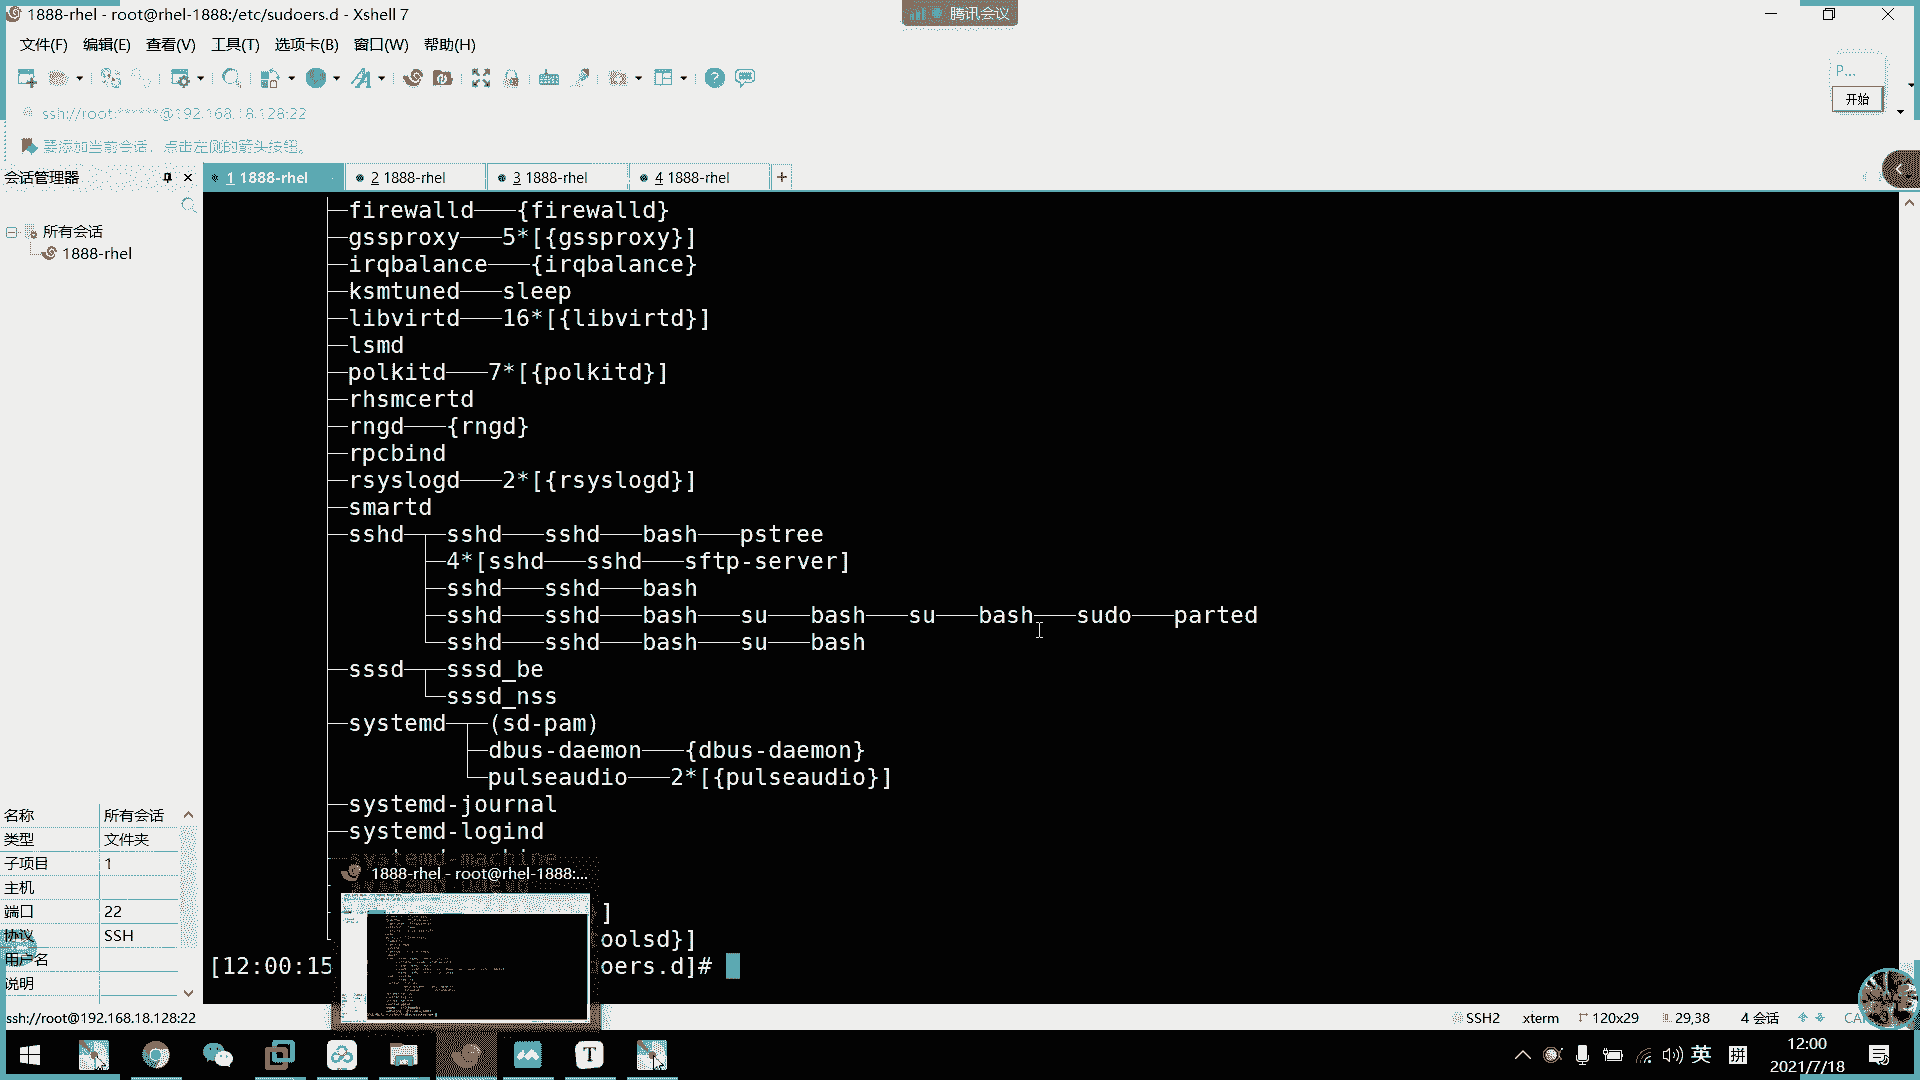 1888-rhel - root@rhel-1888:/etc/sudoers.d - Xshell 7
腾讯会议
文件(F) 编辑(E) 查看(V) 工具(T) 选项卡(B) 窗口(W) 帮助(H)
P...
开始
ssh://root:******@192.168.18.128:22
要添加当前会话，点击左侧的箭头按钮。
会话管理器
1 1888-rhel
2 1888-rhel
3 1888-rhel
4 1888-rhel
所有会话
1888-rhel
├─firewalld───{firewalld}
├─gssproxy───5*[{gssproxy}]
├─irqbalance───{irqbalance}
├─ksmtuned───sleep
├─libvirtd───16*[{libvirtd}]
├─lsmd
├─polkitd───7*[{polkitd}]
├─rhsmcertd
├─rngd───{rngd}
├─rpcbind
├─rsyslogd───2*[{rsyslogd}]
├─smartd
├─sshd─┬─sshd───sshd───bash───pstree
│      ├─4*[sshd───sshd───sftp-server]
│      ├─sshd───sshd───bash
│      ├─sshd───sshd───bash───su───bash───su───bash───sudo───parted
│      └─sshd───sshd───bash───su───bash
├─sssd─┬─sssd_be
│      └─sssd_nss
├─systemd─┬─(sd-pam)
│         ├─dbus-daemon───{dbus-daemon}
│         └─pulseaudio───2*[{pulseaudio}]
├─systemd-journal
├─systemd-logind
├─systemd-machine
├─systemd-udevd
]
oolsd}]
[12:00:15
oers.d]#
1888-rhel - root@rhel-1888:...
名称 所有会话
类型 文件夹
子项目 1
主机
端口 22
协议 SSH
用户名
说明
ssh://root@192.168.18.128:22
SSH2 xterm 120x29 29,38 4 会话
T
英 拼
12:00
2021/7/18